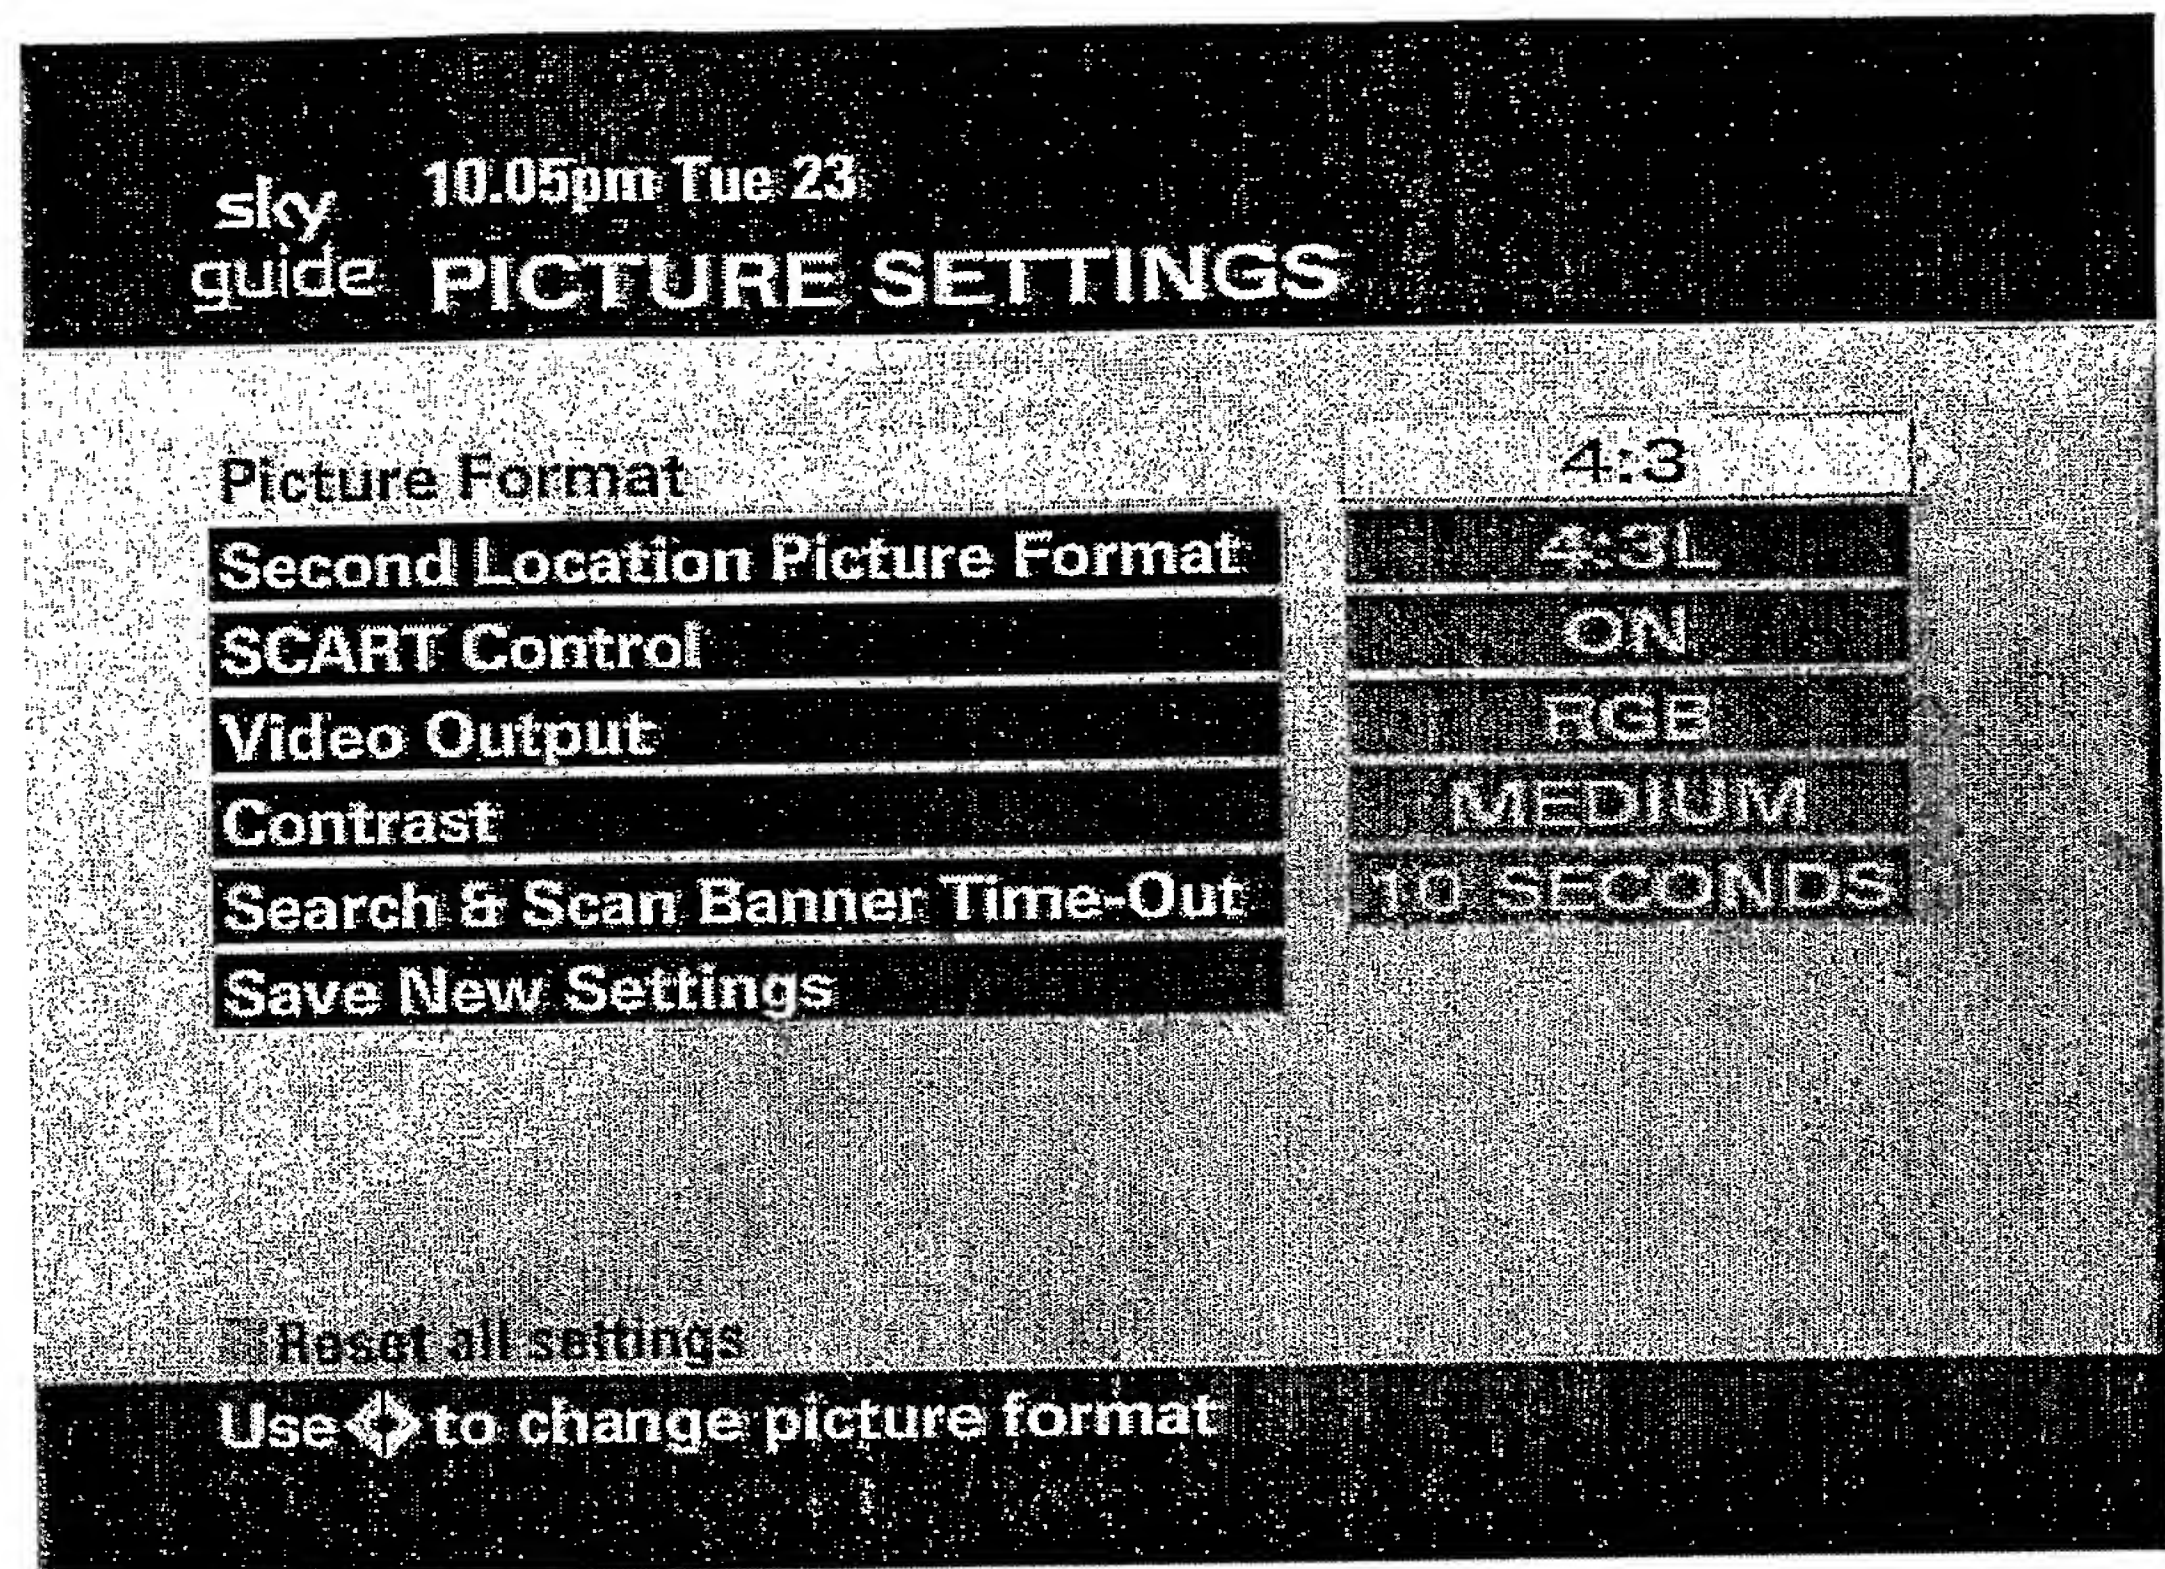 sky
guide
10.05pm Tue 23
PICTURE SETTINGS
Picture Format 4:3
Second Location Picture Format 4:3L
SCART Control ON
Video Output RGB
Contrast MEDIUM
Search & Scan Banner Time-Out 10 SECONDS
Save New Settings
Reset all settings
Use to change picture format